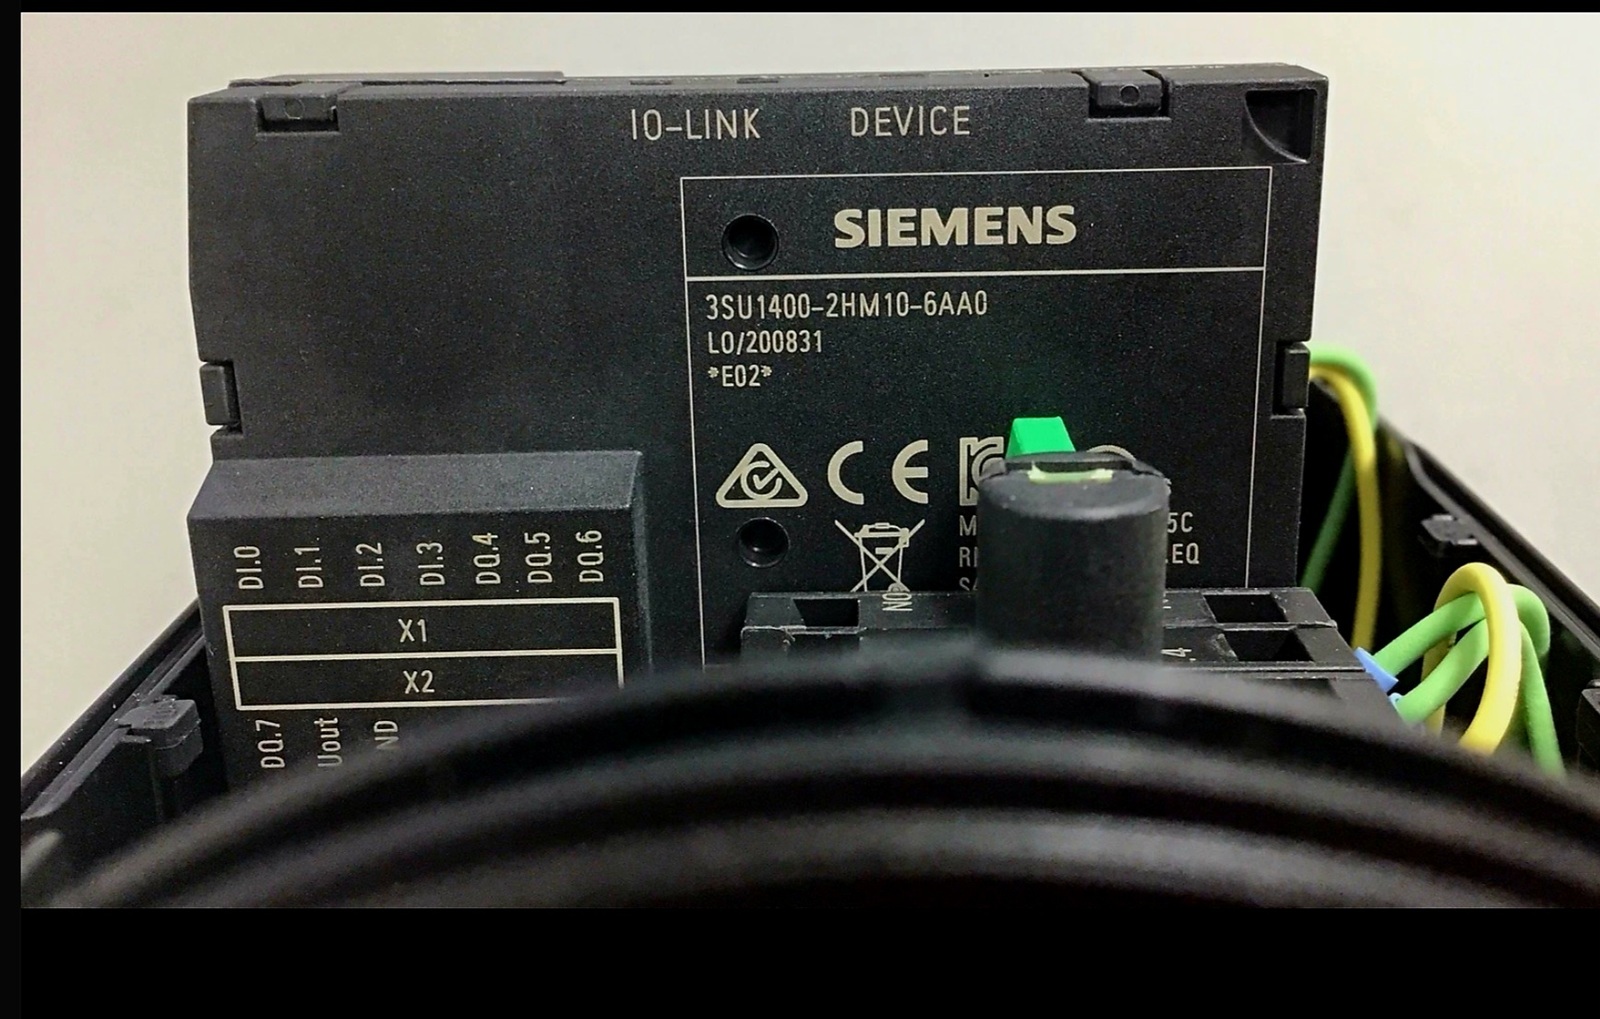 IO-LINK DEVICE
SIEMENS
3SU1400-2HM10-6AA0
L0/200831
*E02*
CE
DI.0
DI.1
DI.2
DI.3
DQ.4
DQ.5
DQ.6
X1
X2
DQ.7
Uout